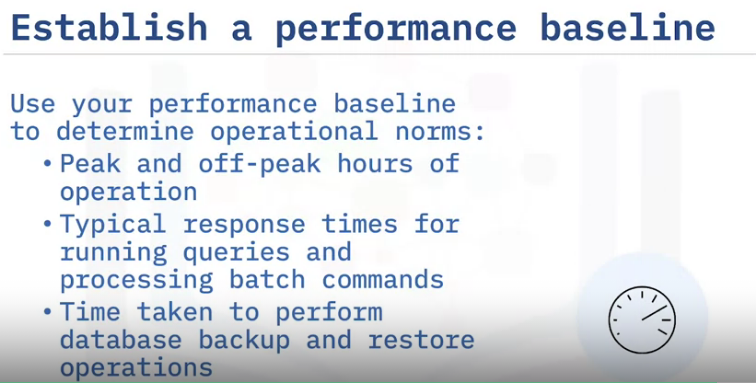 Establish a performance baseline
Use your performance baseline
to determine operational norms:
• Peak and off-peak hours of
operation
• Typical response times for
running queries and
processing batch commands
• Time taken to perform
database backup and restore
operations